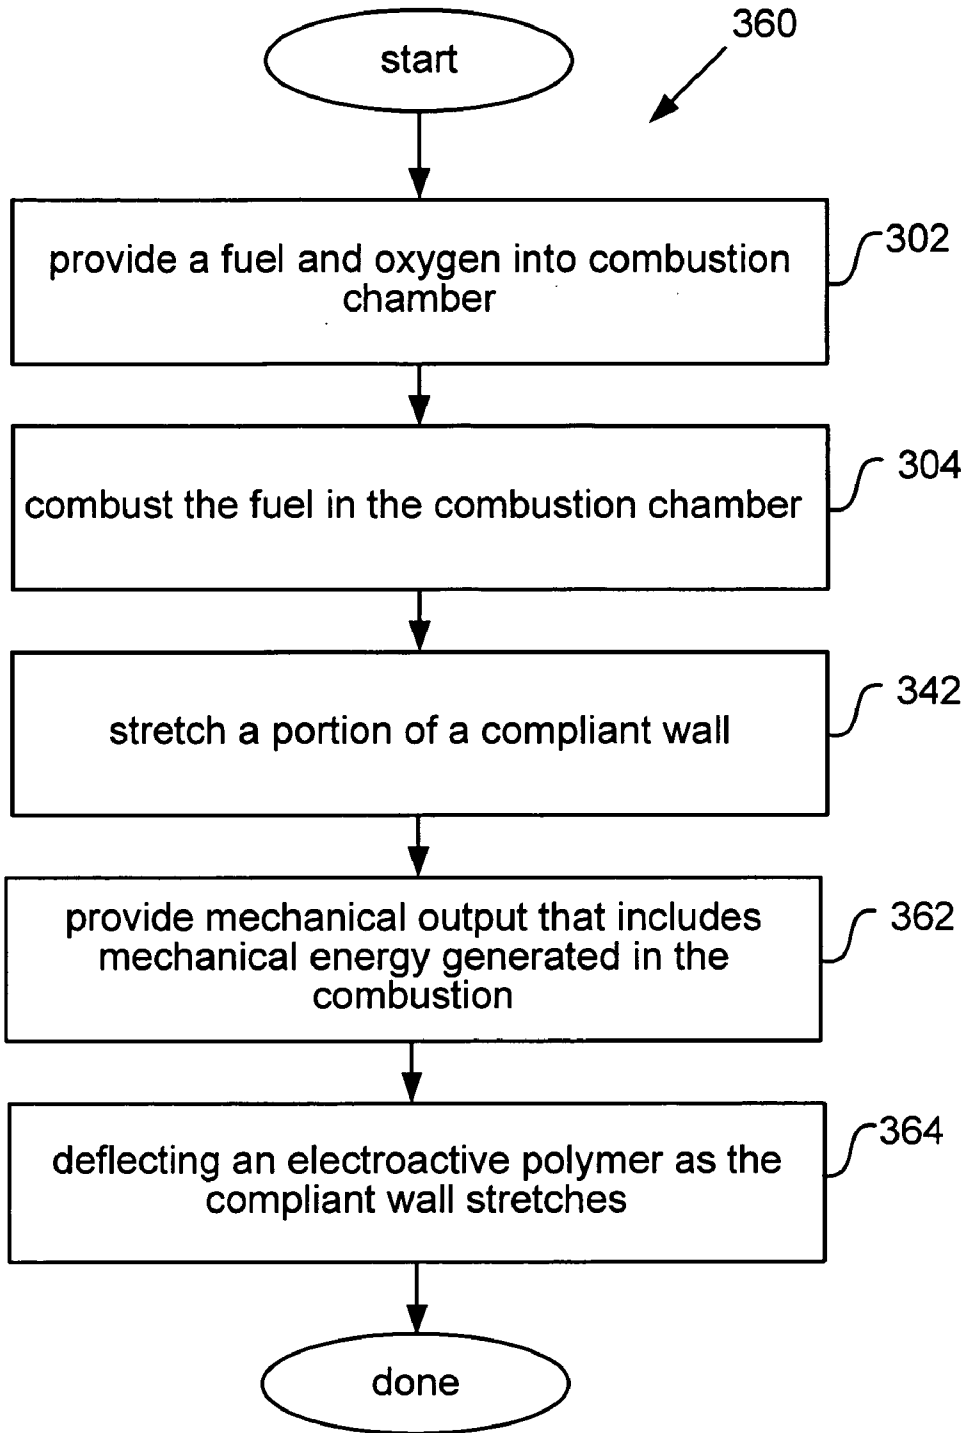 360
start
302
provide a fuel and oxygen into combustion
chamber
304
combust the fuel in the combustion chamber
342
stretch a portion of a compliant wall
362
provide mechanical output that includes
mechanical energy generated in the
combustion
364
deflecting an electroactive polymer as the
compliant wall stretches
done